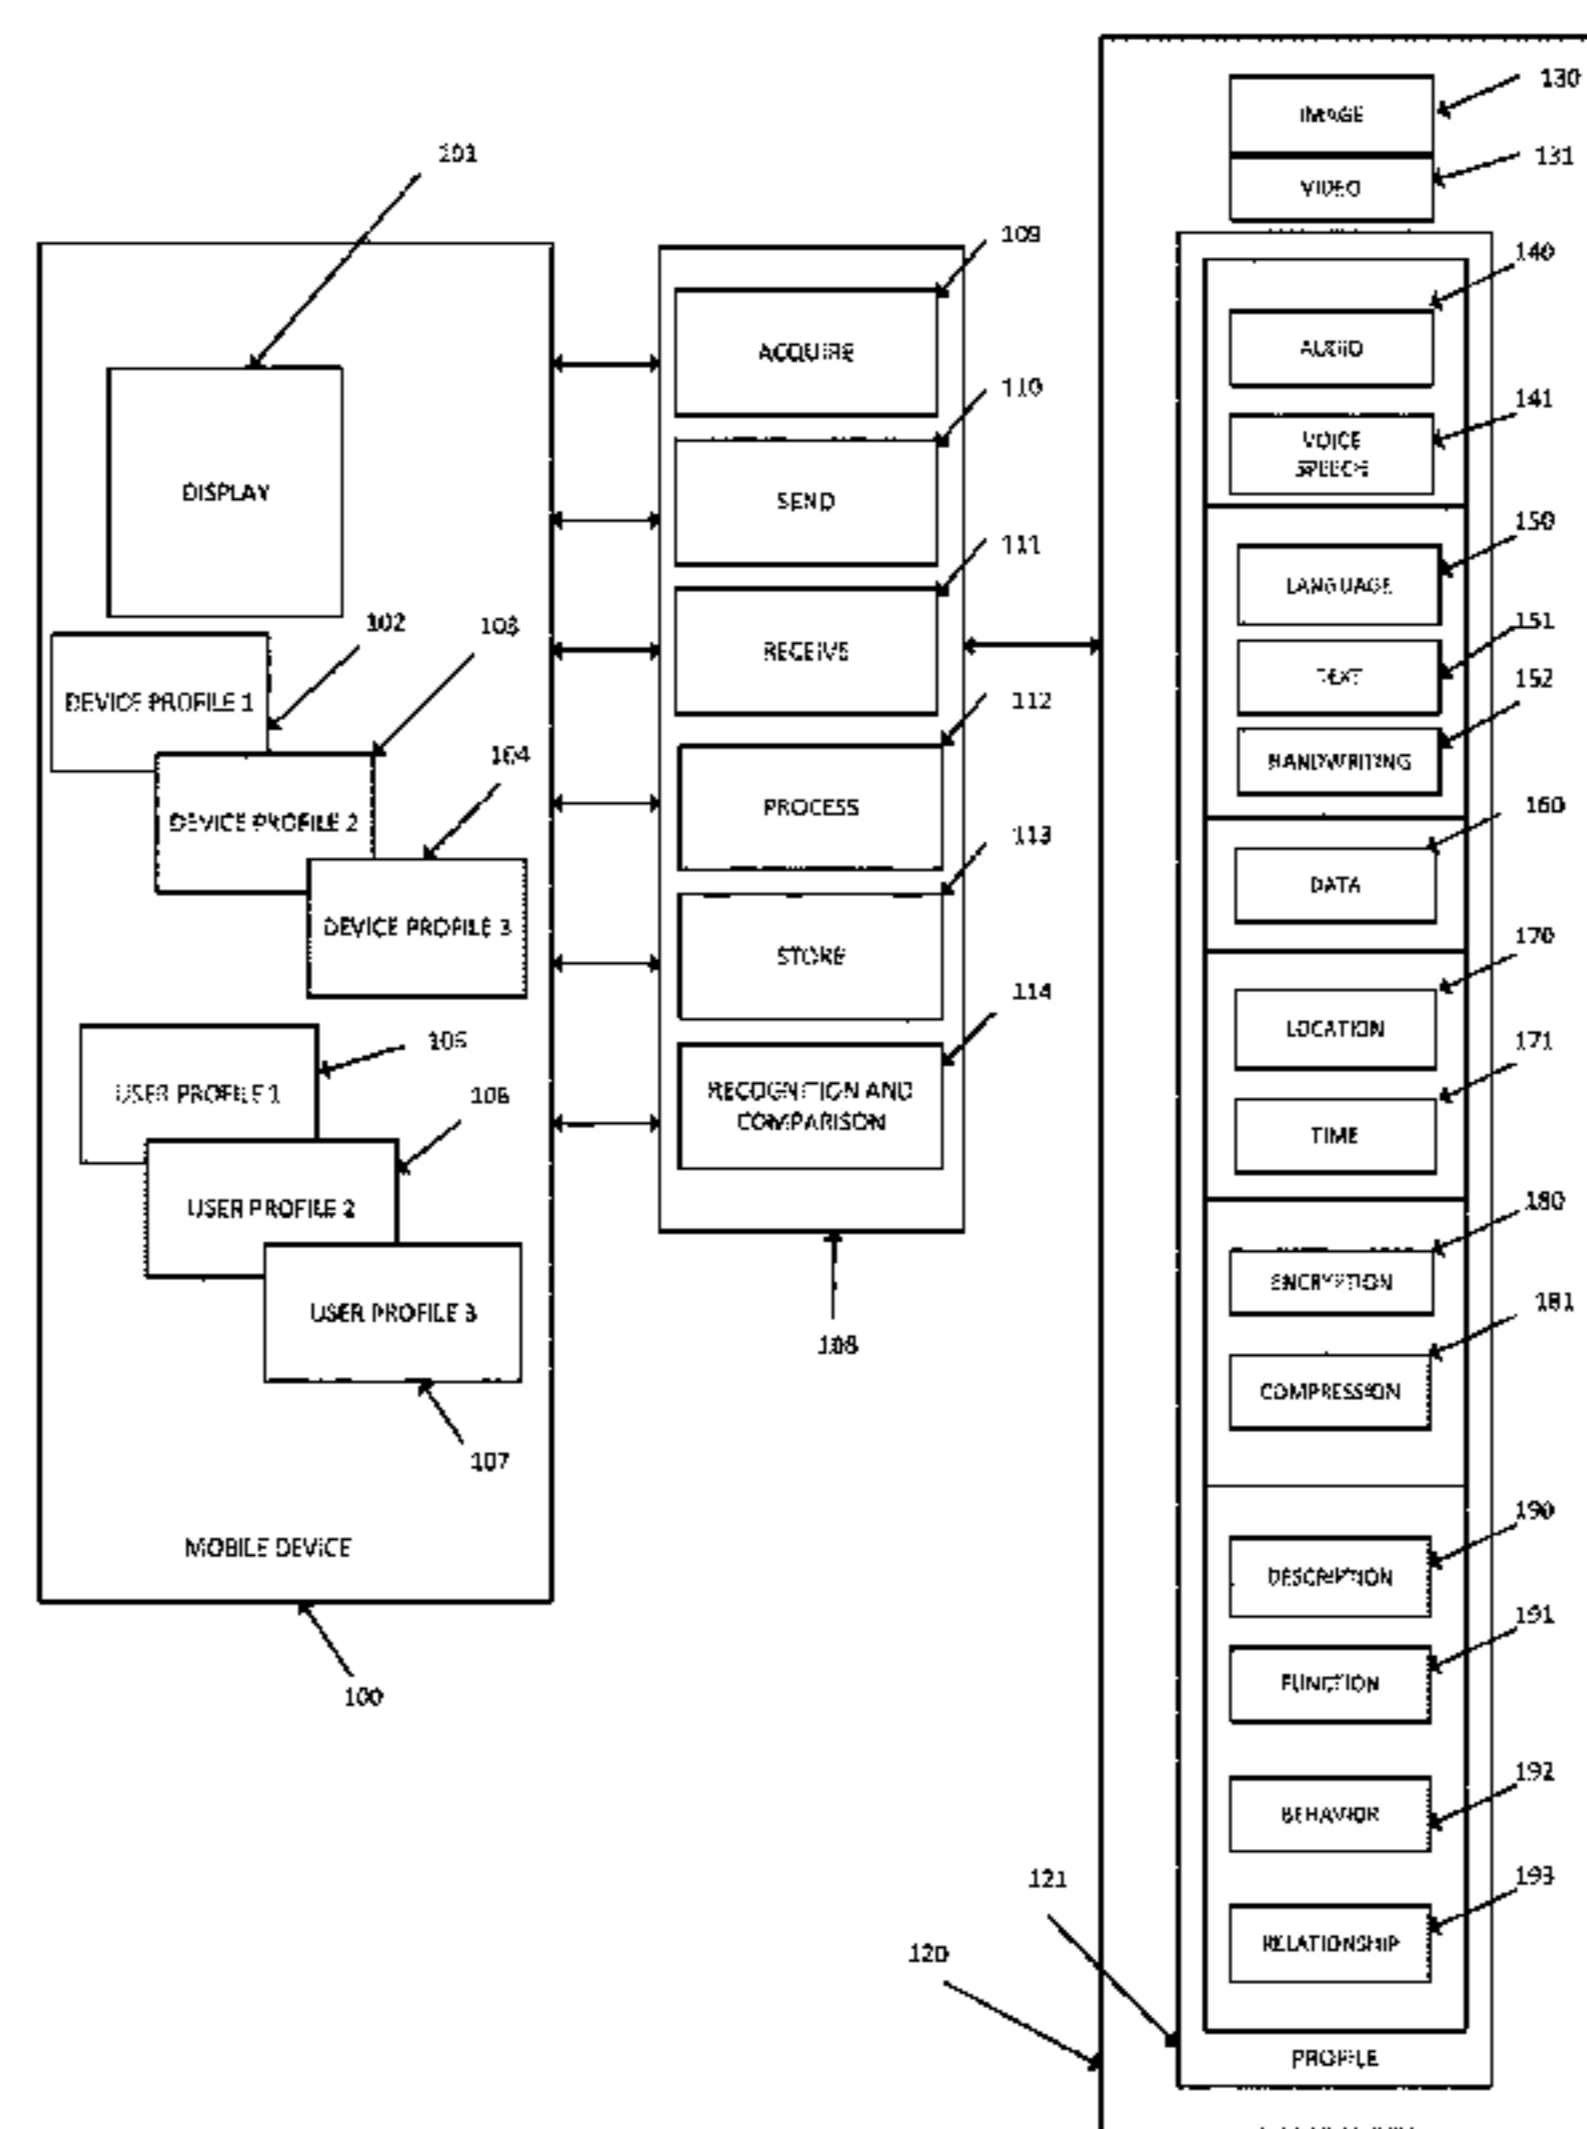 130
IMAGE
131
VIDEO
101
DISPLAY
102
DEVICE PROFILE 1
103
DEVICE PROFILE 2
104
DEVICE PROFILE 3
105
USER PROFILE 1
106
USER PROFILE 2
USER PROFILE 3
107
MOBILE DEVICE
100
109
ACQUIRE
110
SEND
111
RECEIVE
112
PROCESS
113
STORE
114
RECOGNITION AND
COMPARISON
108
140
AUDIO
141
VOICE
SPEECH
150
LANGUAGE
151
TEXT
152
HANDWRITING
160
DATA
170
LOCATION
171
TIME
180
ENCRYPTION
181
COMPRESSION
190
DESCRIPTION
191
FUNCTION
192
BEHAVIOR
193
RELATIONSHIP
121
120
PROFILE